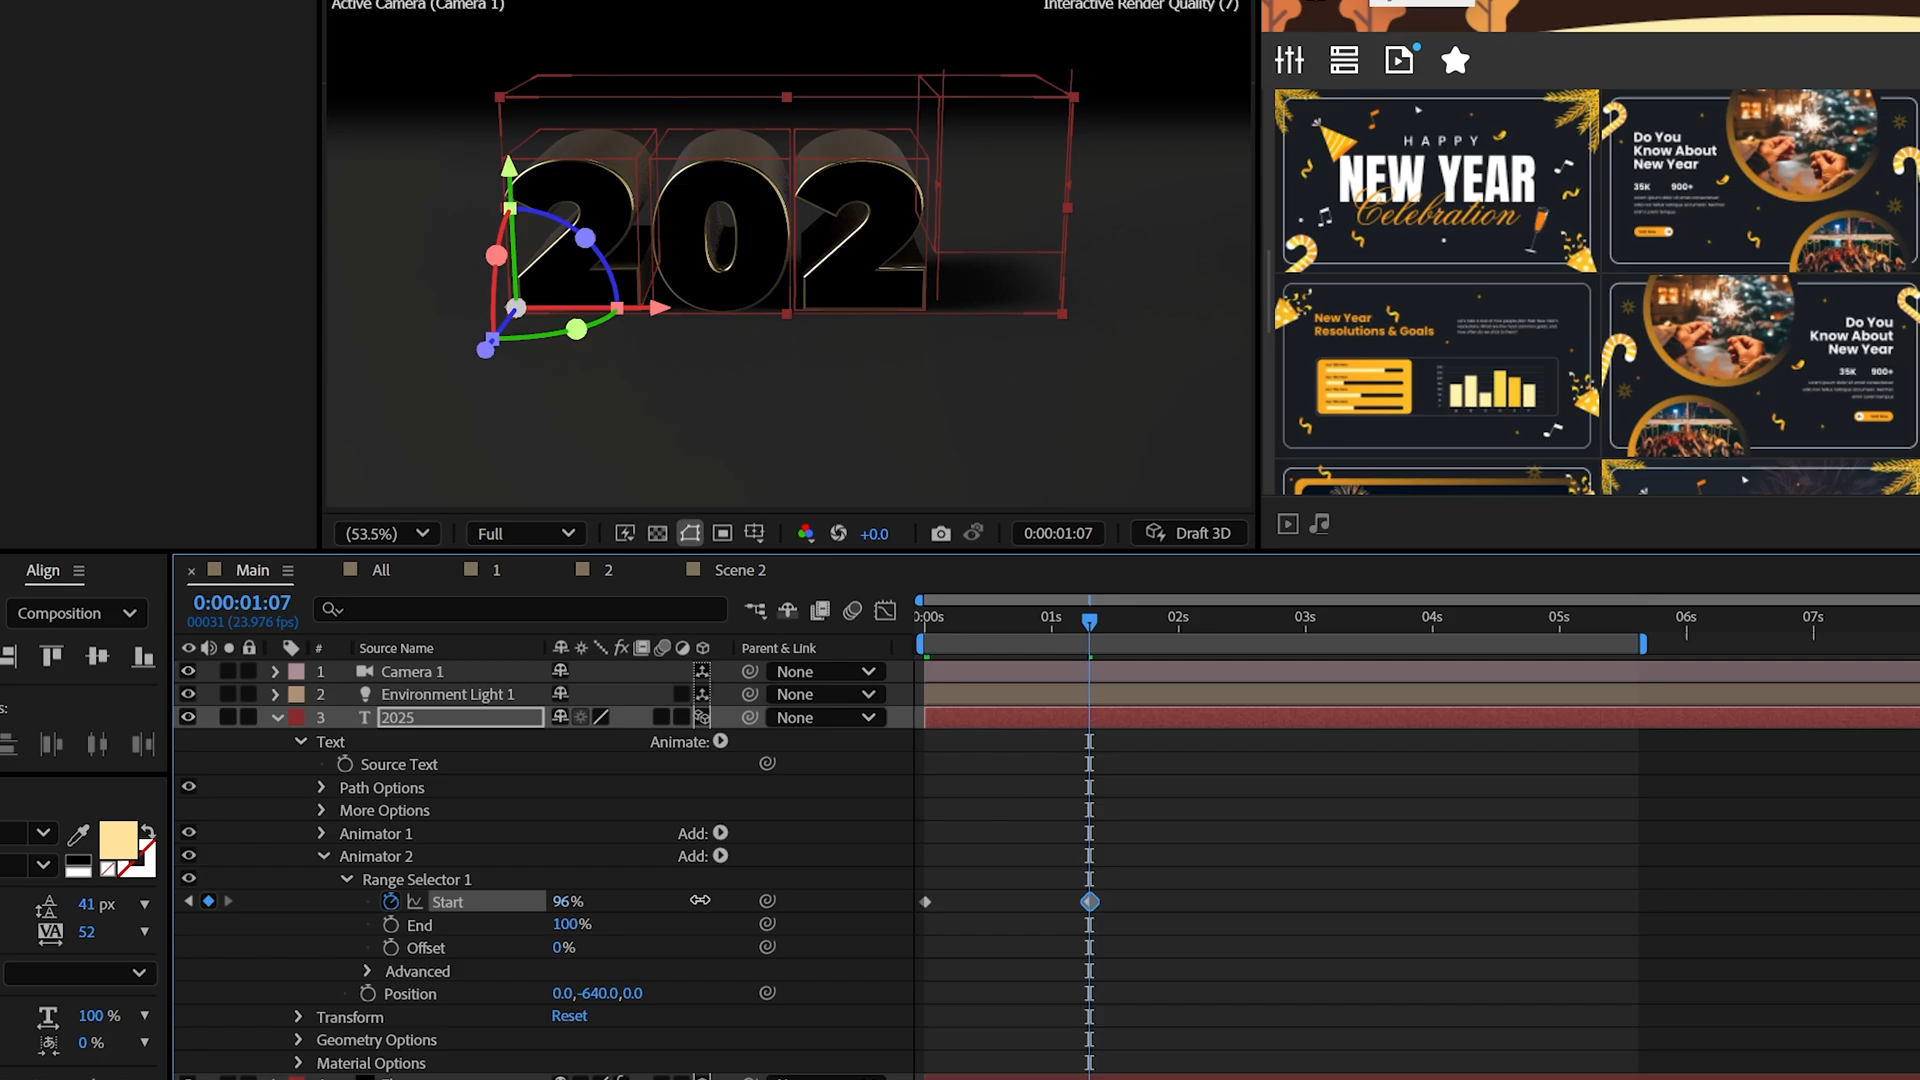 Active Camera (Camera 1)
Interactive Render Quality (7)
202
(53.5%)
Full
+0.0
0:00:01:07
Draft 3D
HAPPY
NEW YEAR
Celebration
Do You
Know About
New Year
35K 900+
New Year
Resolutions & Goals
Do You
Know About
New Year
35K 900+
Align
Composition
s:
41 px
52
100 %
0 %
Main
All
1
2
Scene 2
0:00:01:07
00031 (23.976 fps)
# Source Name
Parent & Link
1 Camera 1 None
2 Environment Light 1 None
3 T 2025 None
Text Animate:
Source Text
Path Options
More Options
Animator 1 Add:
Animator 2 Add:
Range Selector 1
Start 96%
End 100%
Offset 0%
Advanced
Position 0.0,-640.0,0.0
Transform Reset
Geometry Options
Material Options
0:00s 01s 02s 03s 04s 05s 06s 07s